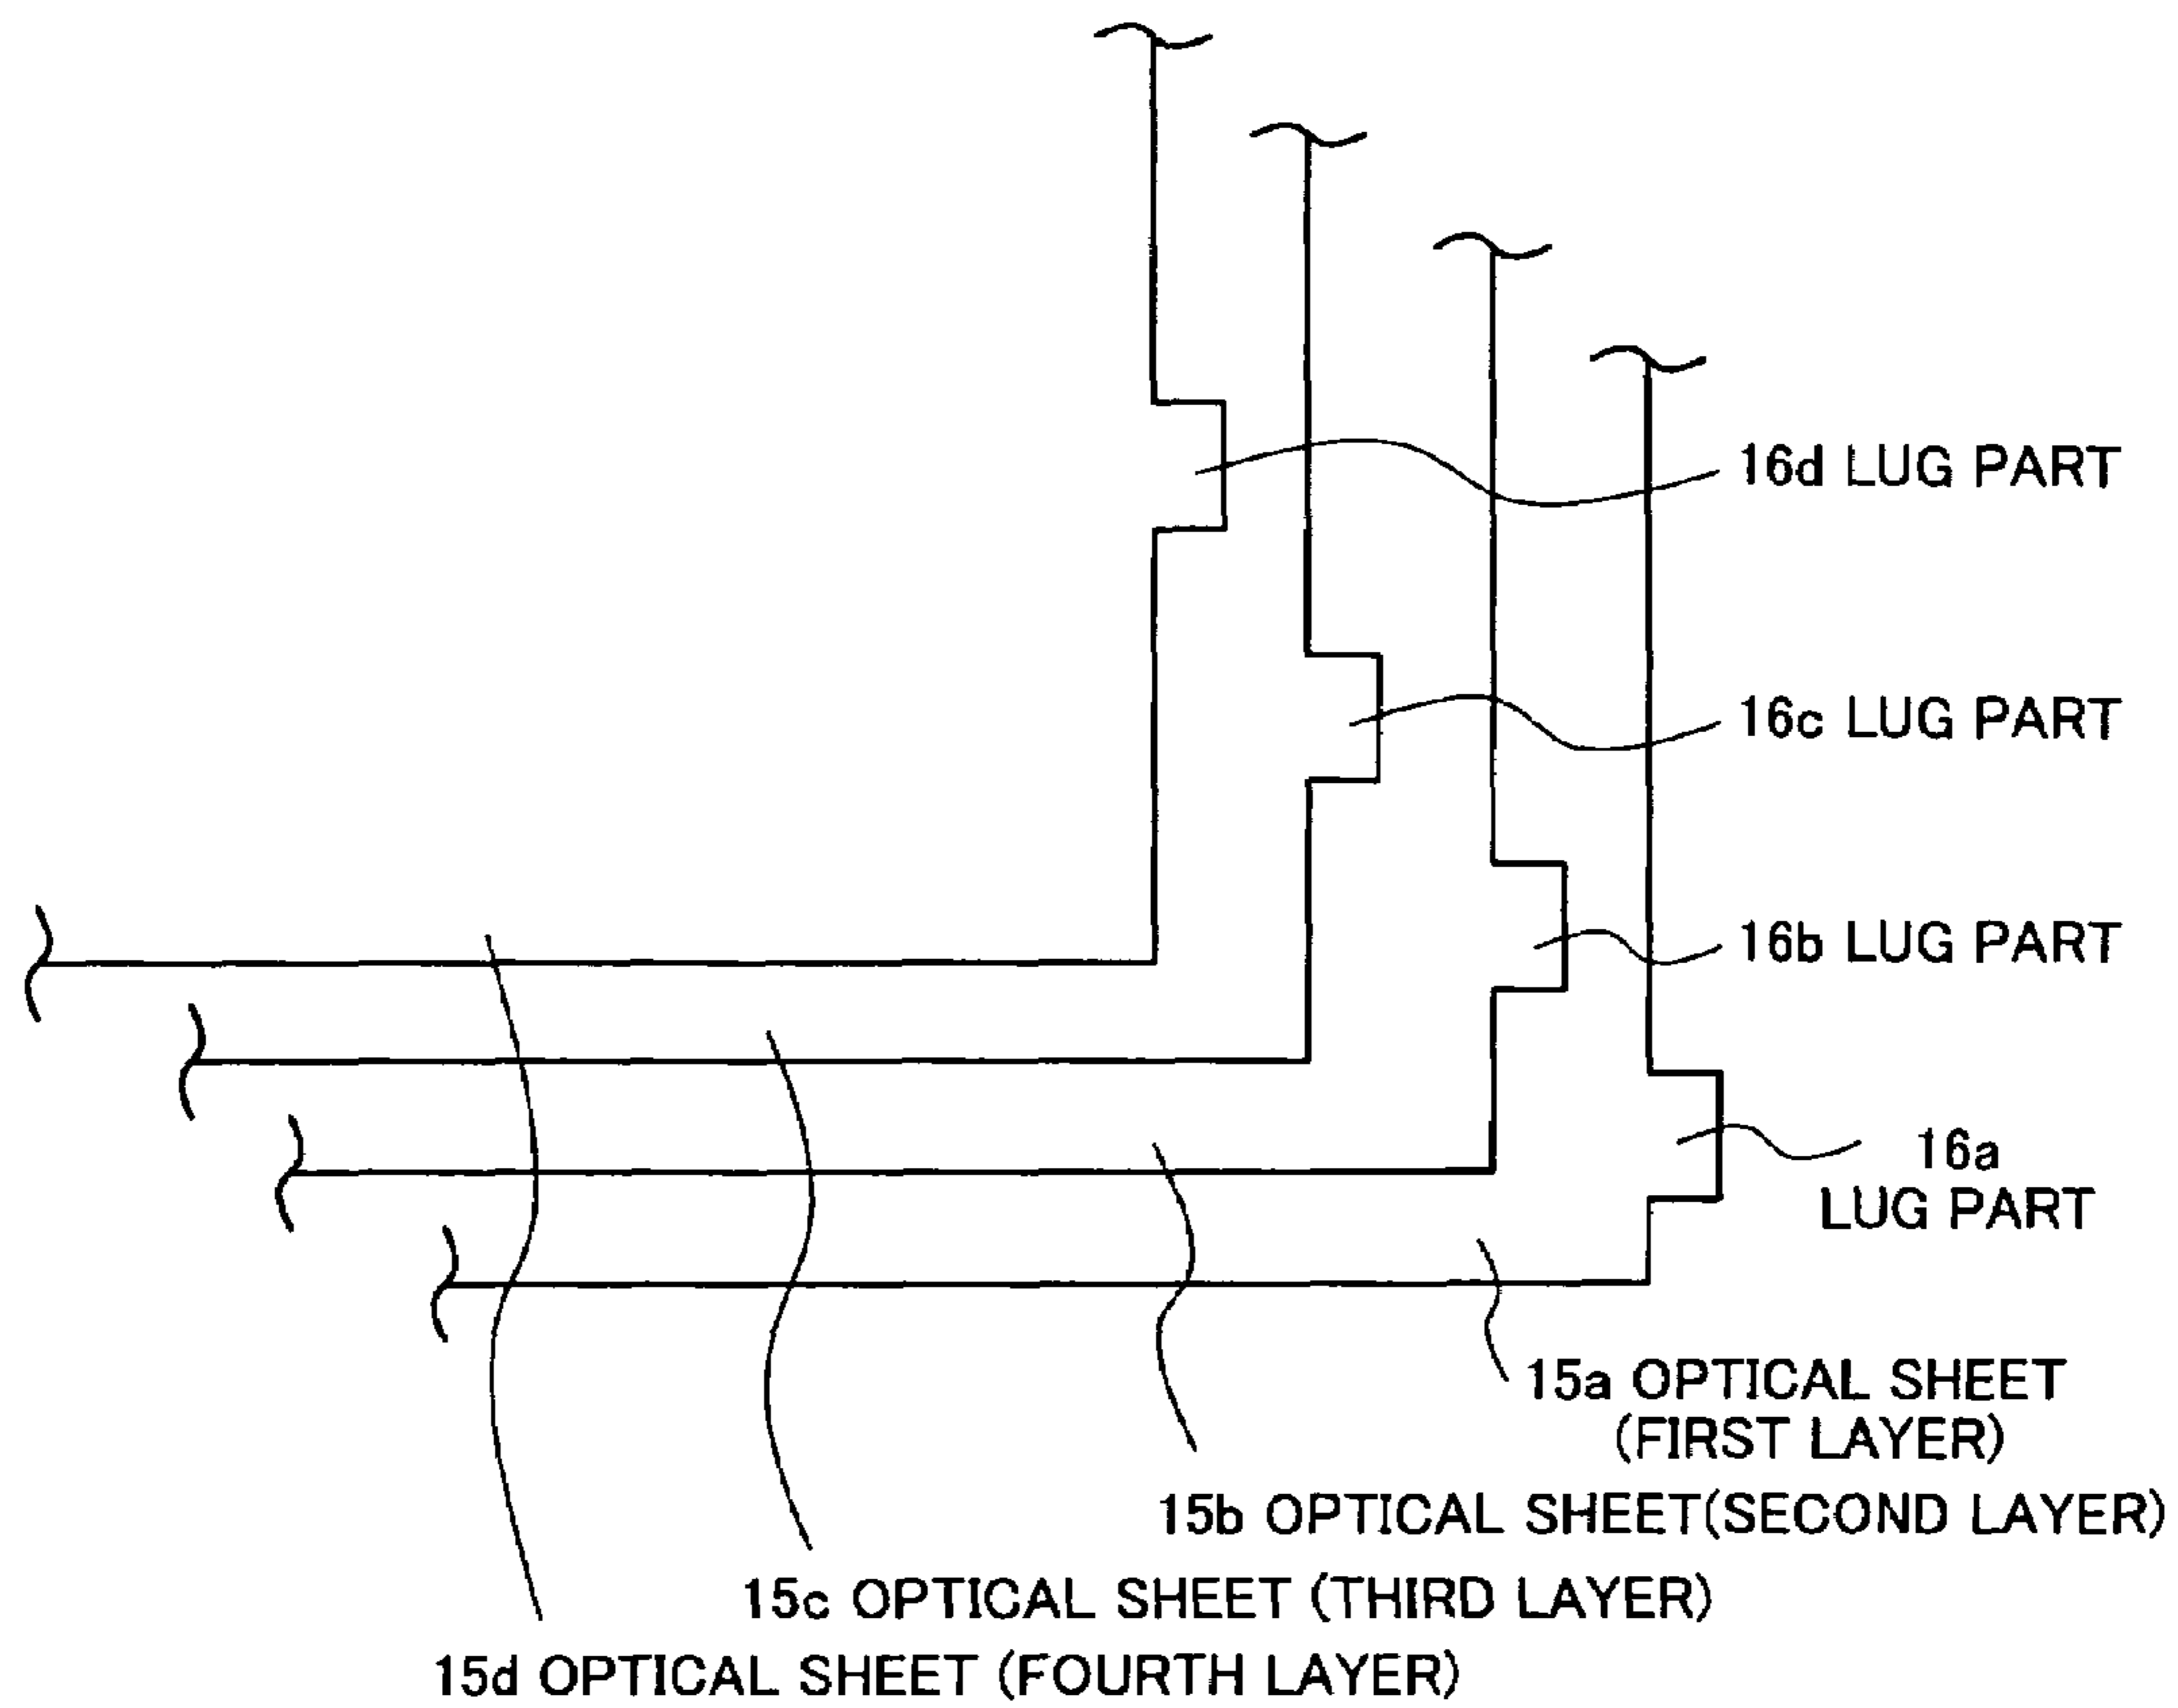 16d LUG PART
16c LUG PART
16b LUG PART
16a
LUG PART
15a OPTICAL SHEET
(FIRST LAYER)
15b OPTICAL SHEET(SECOND LAYER)
15c OPTICAL SHEET (THIRD LAYER)
15d OPTICAL SHEET (FOURTH LAYER)